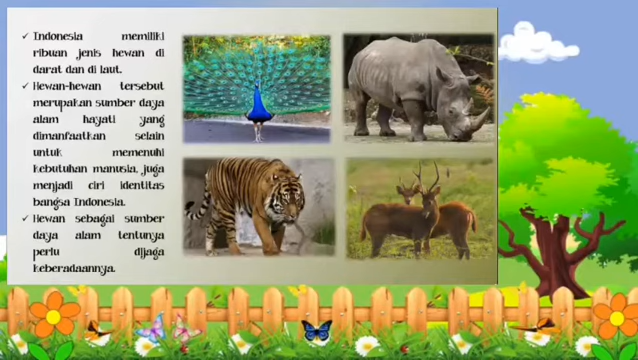 ✓ Indonesia memiliki
ribuan jenis hewan di
darat dan di laut.
✓ Hewan-hewan tersebut
merupakan sumber daya
alam hayati yang
dimanfaatkan selain
untuk memenuhi
kebutuhan manusia, juga
menjadi ciri identitas
bangsa Indonesia.
✓ Hewan sebagai sumber
daya alam tentunya
perlu dijaga
keberadaannya.